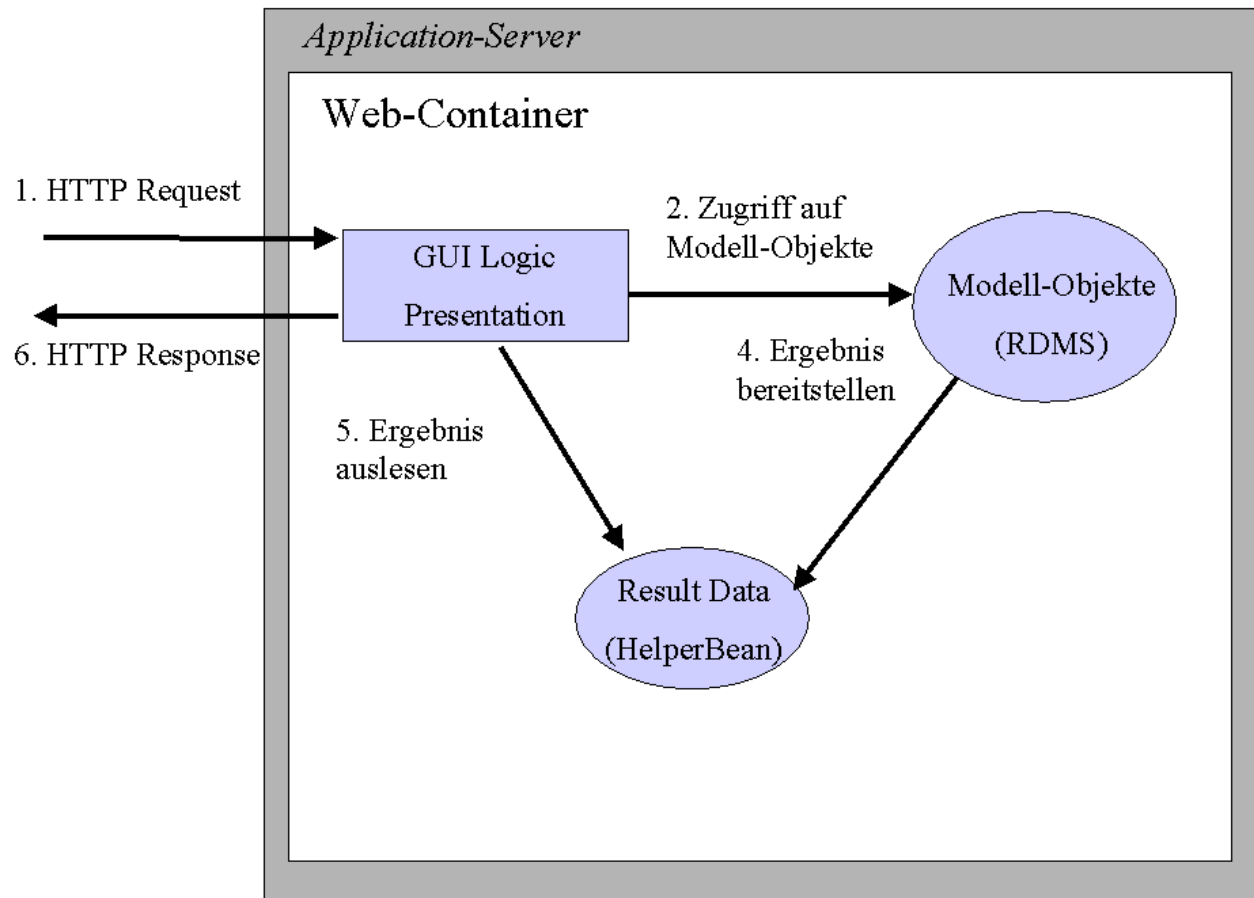 Application-Server
Web-Container
1. HTTP Request
2. Zugriff auf
Modell-Objekte
GUI Logic
Presentation
Modell-Objekte
(RDMS)
6. HTTP Response
4. Ergebnis
bereitstellen
5. Ergebnis
auslesen
Result Data
(HelperBean)